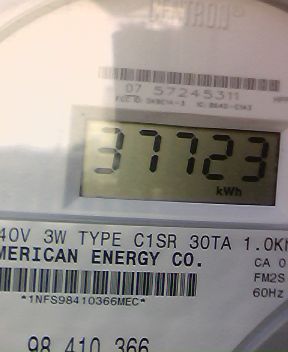 CENTRON®
07 57245311
37723
kWh
40V 3W TYPE C1SR 30TA 1.0K
MERICAN ENERGY CO.
CA 0
FM2S
60Hz
*1NFS98410366MEC*
98 410 366